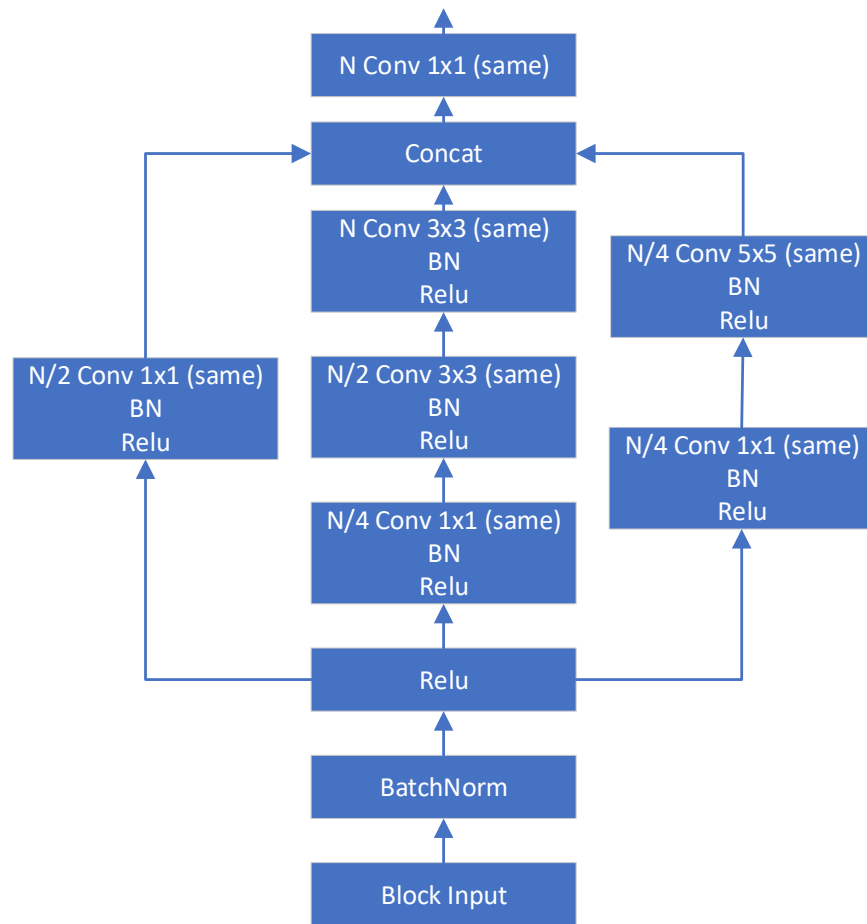 N Conv 1x1 (same)
Concat
N Conv 3x3 (same)
BN
Relu
N/4 Conv 5x5 (same)
BN
Relu
N/2 Conv 1x1 (same)
BN
Relu
N/2 Conv 3x3 (same)
BN
Relu
N/4 Conv 1x1 (same)
BN
Relu
N/4 Conv 1x1 (same)
BN
Relu
Relu
BatchNorm
Block Input